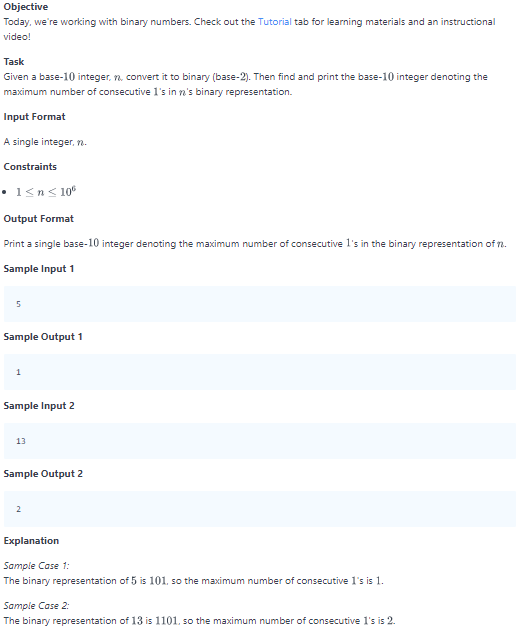 Objective
Today, we're working with binary numbers. Check out the Tutorial tab for learning materials and an instructional
video!
Task
Given a base-10 integer, n, convert it to binary (base-2). Then find and print the base-10 integer denoting the
maximum number of consecutive 1's in n's binary representation.
Input Format
A single integer, n.
Constraints
• 1 ≤ n ≤ 10⁶
Output Format
Print a single base-10 integer denoting the maximum number of consecutive 1's in the binary representation of n.
Sample Input 1
5
Sample Output 1
1
Sample Input 2
13
Sample Output 2
2
Explanation
Sample Case 1:
The binary representation of 5 is 101, so the maximum number of consecutive 1's is 1.
Sample Case 2:
The binary representation of 13 is 1101, so the maximum number of consecutive 1's is 2.